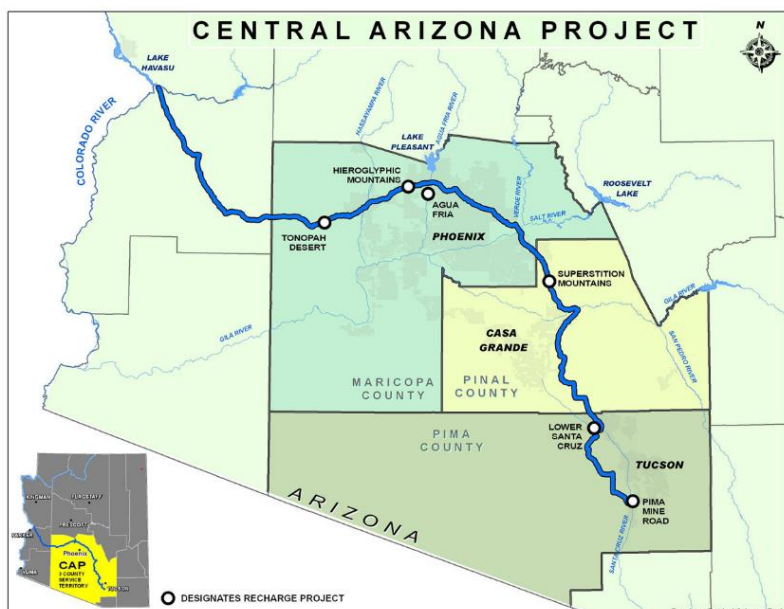 CENTRAL ARIZONA PROJECT
N
LAKE
HAVASU
COLORADO RIVER
HASSAYAMPA RIVER
AGUA FRIA RIVER
LAKE
PLEASANT
HIEROGLYPHIC
MOUNTAINS
AGUA
FRIA
VERDE RIVER
ROOSEVELT
LAKE
SALT RIVER
TONOPAH
DESERT
PHOENIX
SUPERSTITION
MOUNTAINS
GILA RIVER
GILA RIVER
SAN PEDRO RIVER
CASA
GRANDE
MARICOPA
COUNTY
PINAL
COUNTY
PIMA
COUNTY
LOWER
SANTA
CRUZ
TUCSON
PIMA
MINE
ROAD
SANTA CRUZ RIVER
ARIZONA
KINGMAN
FLAGSTAFF
PRESCOTT
PARKER
Phoenix
CAP
3 COUNTY
SERVICE
TERRITORY
YUMA
TUCSON
DESIGNATES RECHARGE PROJECT